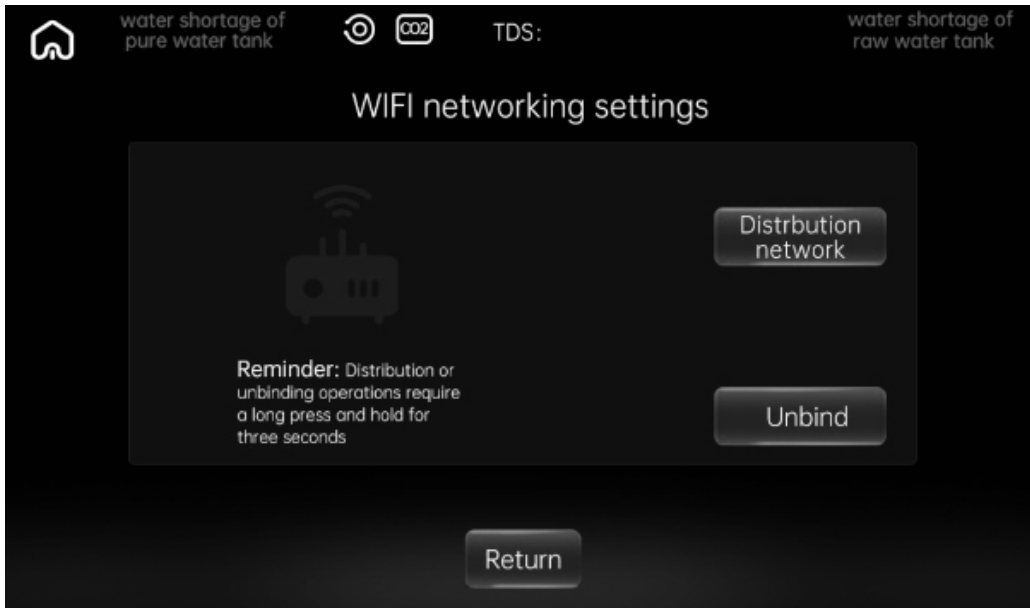 water shortage of
pure water tank
CO2
TDS:
water shortage of
raw water tank
WIFI networking settings
Distrbution
network
Reminder: Distribution or
unbinding operations require
a long press and hold for
three seconds
Unbind
Return